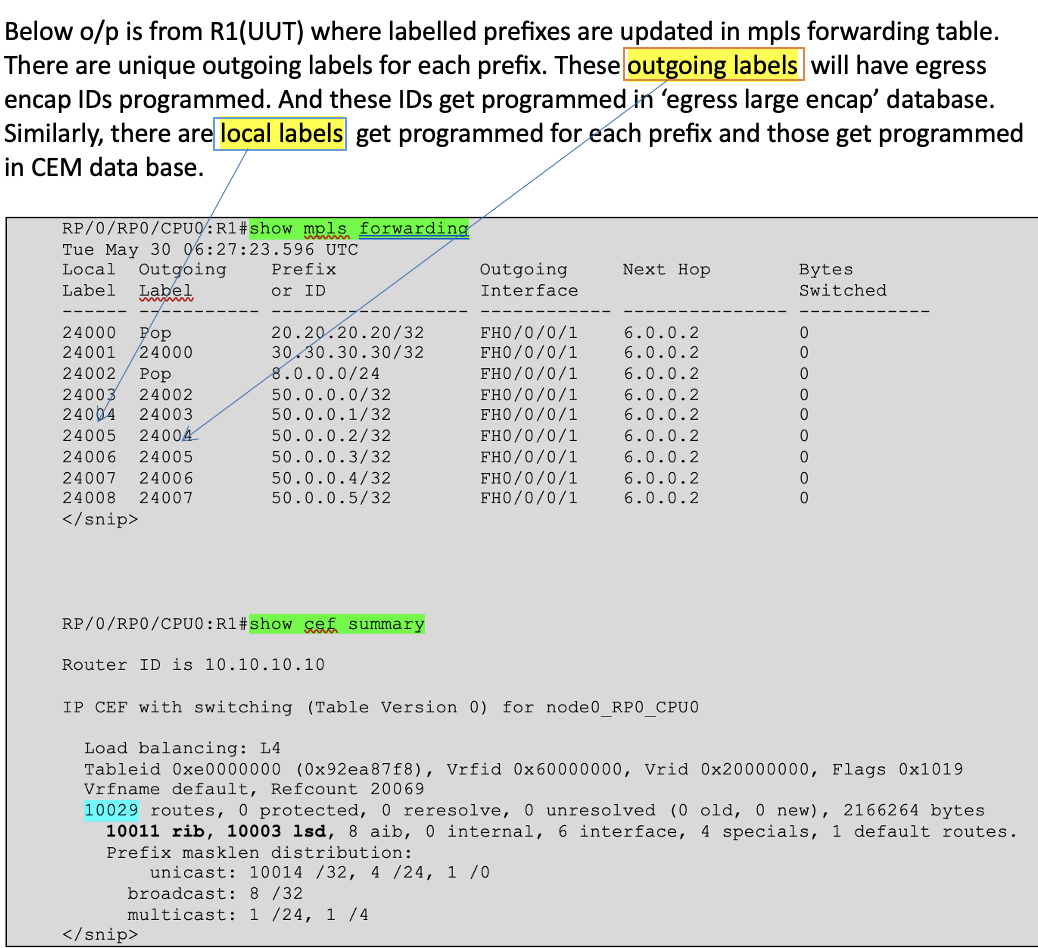 Below o/p is from R1(UUT) where labelled prefixes are updated in mpls forwarding table.
There are unique outgoing labels for each prefix. These outgoing labels will have egress
encap IDs programmed. And these IDs get programmed in ‘egress large encap’ database.
Similarly, there are local labels get programmed for each prefix and those get programmed
in CEM data base.
RP/0/RP0/CPU0:R1#show mpls forwarding
Tue May 30 06:27:23.596 UTC
Local Outgoing Prefix Outgoing Next Hop Bytes
Label Label or ID Interface Switched
------ ----------- ------------------ ------------ --------------- ------------
24000 Pop 20.20.20.20/32 FH0/0/0/1 6.0.0.2 0
24001 24000 30.30.30.30/32 FH0/0/0/1 6.0.0.2 0
24002 Pop 8.0.0.0/24 FH0/0/0/1 6.0.0.2 0
24003 24002 50.0.0.0/32 FH0/0/0/1 6.0.0.2 0
24004 24003 50.0.0.1/32 FH0/0/0/1 6.0.0.2 0
24005 24004 50.0.0.2/32 FH0/0/0/1 6.0.0.2 0
24006 24005 50.0.0.3/32 FH0/0/0/1 6.0.0.2 0
24007 24006 50.0.0.4/32 FH0/0/0/1 6.0.0.2 0
24008 24007 50.0.0.5/32 FH0/0/0/1 6.0.0.2 0
</snip>
RP/0/RP0/CPU0:R1#show cef summary
Router ID is 10.10.10.10
IP CEF with switching (Table Version 0) for node0_RP0_CPU0
Load balancing: L4
Tableid 0xe0000000 (0x92ea87f8), Vrfid 0x60000000, Vrid 0x20000000, Flags 0x1019
Vrfname default, Refcount 20069
10029 routes, 0 protected, 0 reresolve, 0 unresolved (0 old, 0 new), 2166264 bytes
10011 rib, 10003 lsd, 8 aib, 0 internal, 6 interface, 4 specials, 1 default routes.
Prefix masklen distribution:
unicast: 10014 /32, 4 /24, 1 /0
broadcast: 8 /32
multicast: 1 /24, 1 /4
</snip>